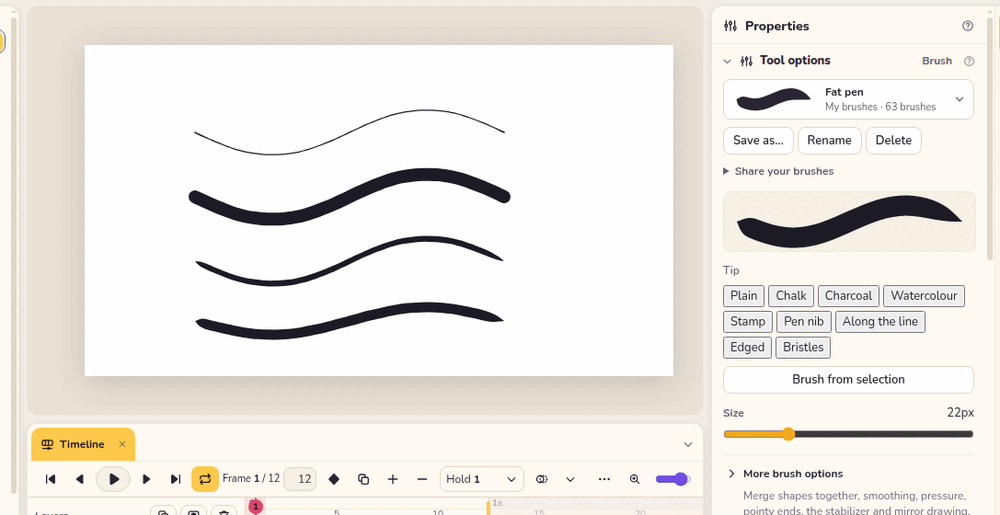 Properties
Tool options Brush
Fat pen
My brushes · 63 brushes
Save as... Rename Delete
Share your brushes
Tip
Plain Chalk Charcoal Watercolour
Stamp Pen nib Along the line
Edged Bristles
Brush from selection
Size 22px
More brush options
Merge shapes together, smoothing, pressure,
pointy ends, the stabilizer and mirror drawing.
Timeline
Frame 1 / 12 12 Hold 1
1 5 10 1s 15 20
Layers